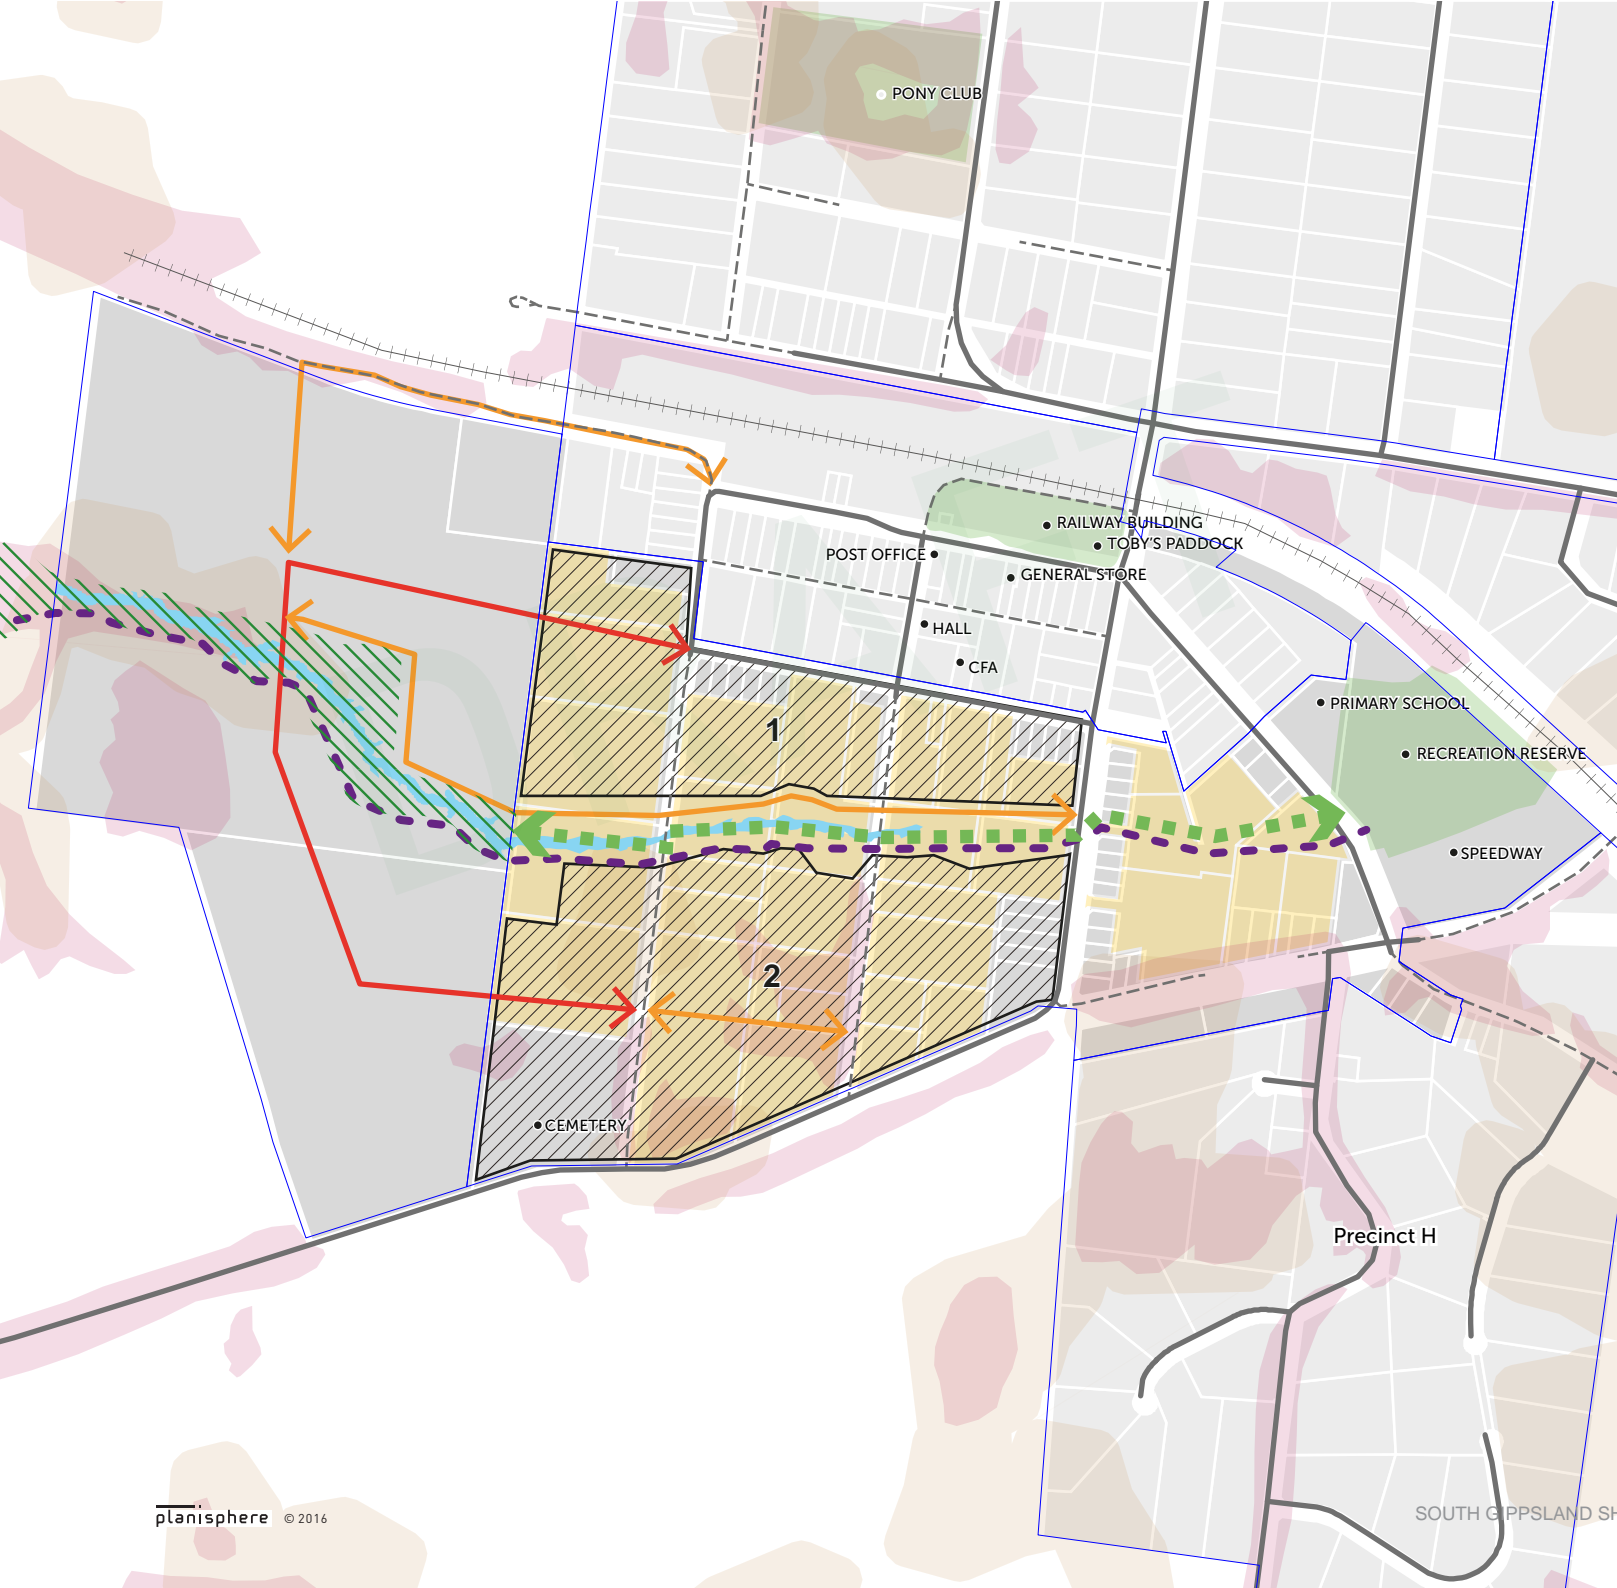 PONY CLUB
RAILWAY BUILDING
TOBY'S PADDOCK
POST OFFICE
GENERAL STORE
HALL
CFA
PRIMARY SCHOOL
1
RECREATION RESERVE
SPEEDWAY
2
CEMETERY
Precinct H
planisphere © 2016
SOUTH GIPPSLAND SH